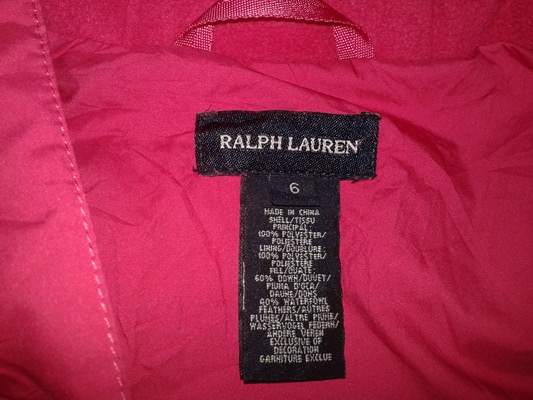 RALPH LAUREN
6
MADE IN CHINA
SHELL/TISSU
PRINCIPAL:
100% POLYESTER/
POLIESTERE
LINING/DOUBLURE:
100% POLYESTER/
POLIESTERE
FILL/OUATE:
60% DOWN/DUVET/
PIUMA D'OCA/
DAUNE/DONS
40% WATERFOWL
FEATHERS/AUTRES
PLUMES/ALTRE PIUME/
WASSERVOGEL FEDERN/
ANDERE VEREN
EXCLUSIVE OF
DECORATION
GARNITURE EXCLUE